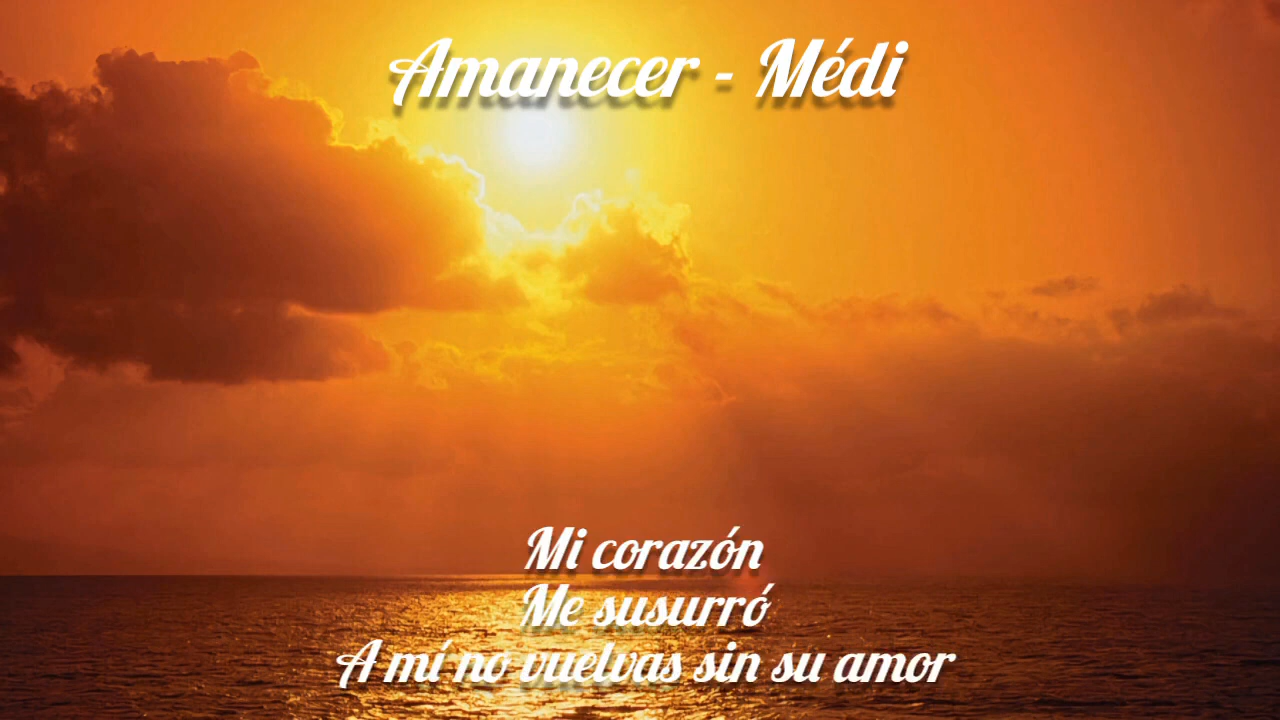 Amanecer - Médi
Mi corazón
Me susurró
A mí no vuelvas sin su amor